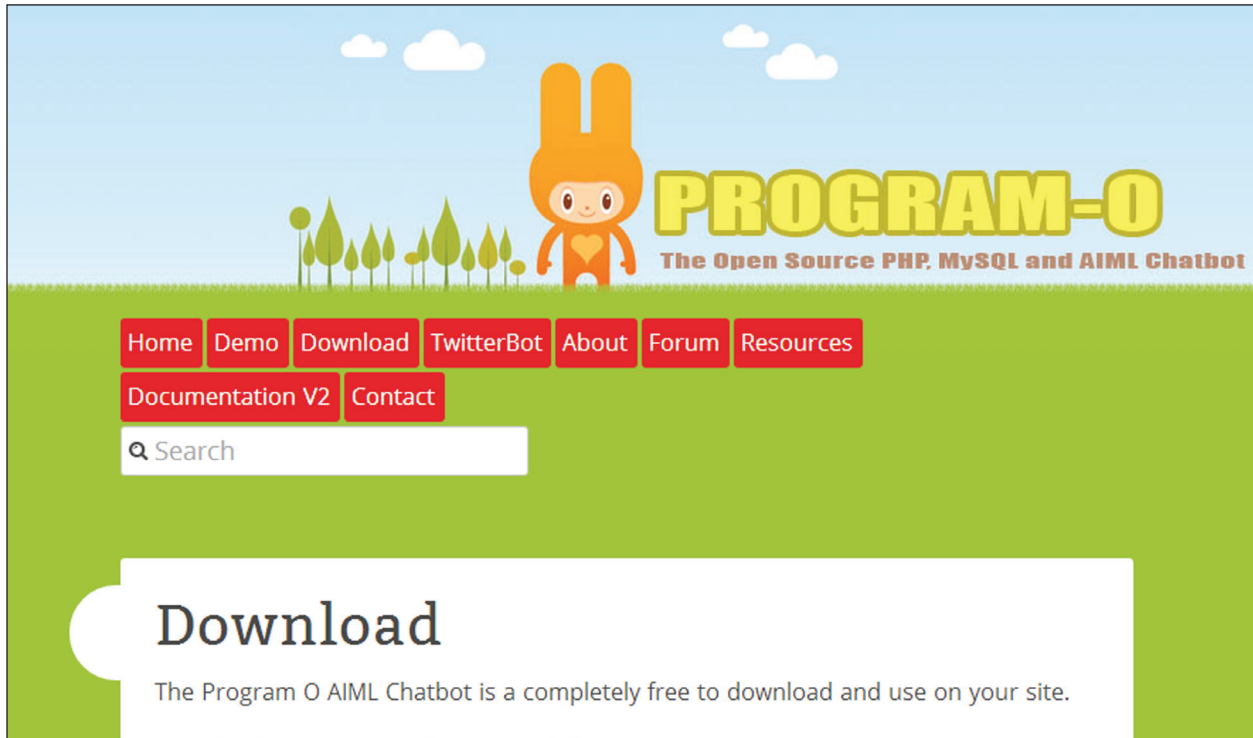 PROGRAM-O
The Open Source PHP, MySQL and AIML Chatbot
Home Demo Download TwitterBot About Forum Resources
Documentation V2 Contact
Search
Download
The Program O AIML Chatbot is a completely free to download and use on your site.